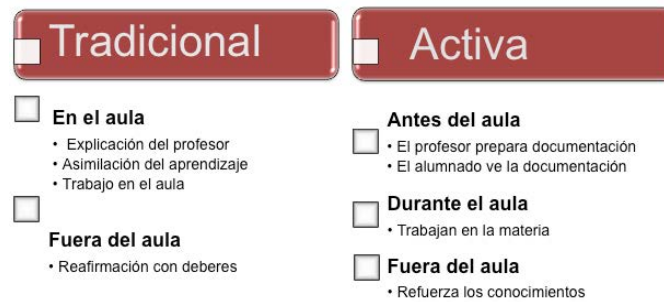 Tradicional
En el aula
• Explicación del profesor
• Asimilación del aprendizaje
• Trabajo en el aula
Fuera del aula
• Reafirmación con deberes
Activa
Antes del aula
• El profesor prepara documentación
• El alumnado ve la documentación
Durante el aula
• Trabajan en la materia
Fuera del aula
• Refuerza los conocimientos